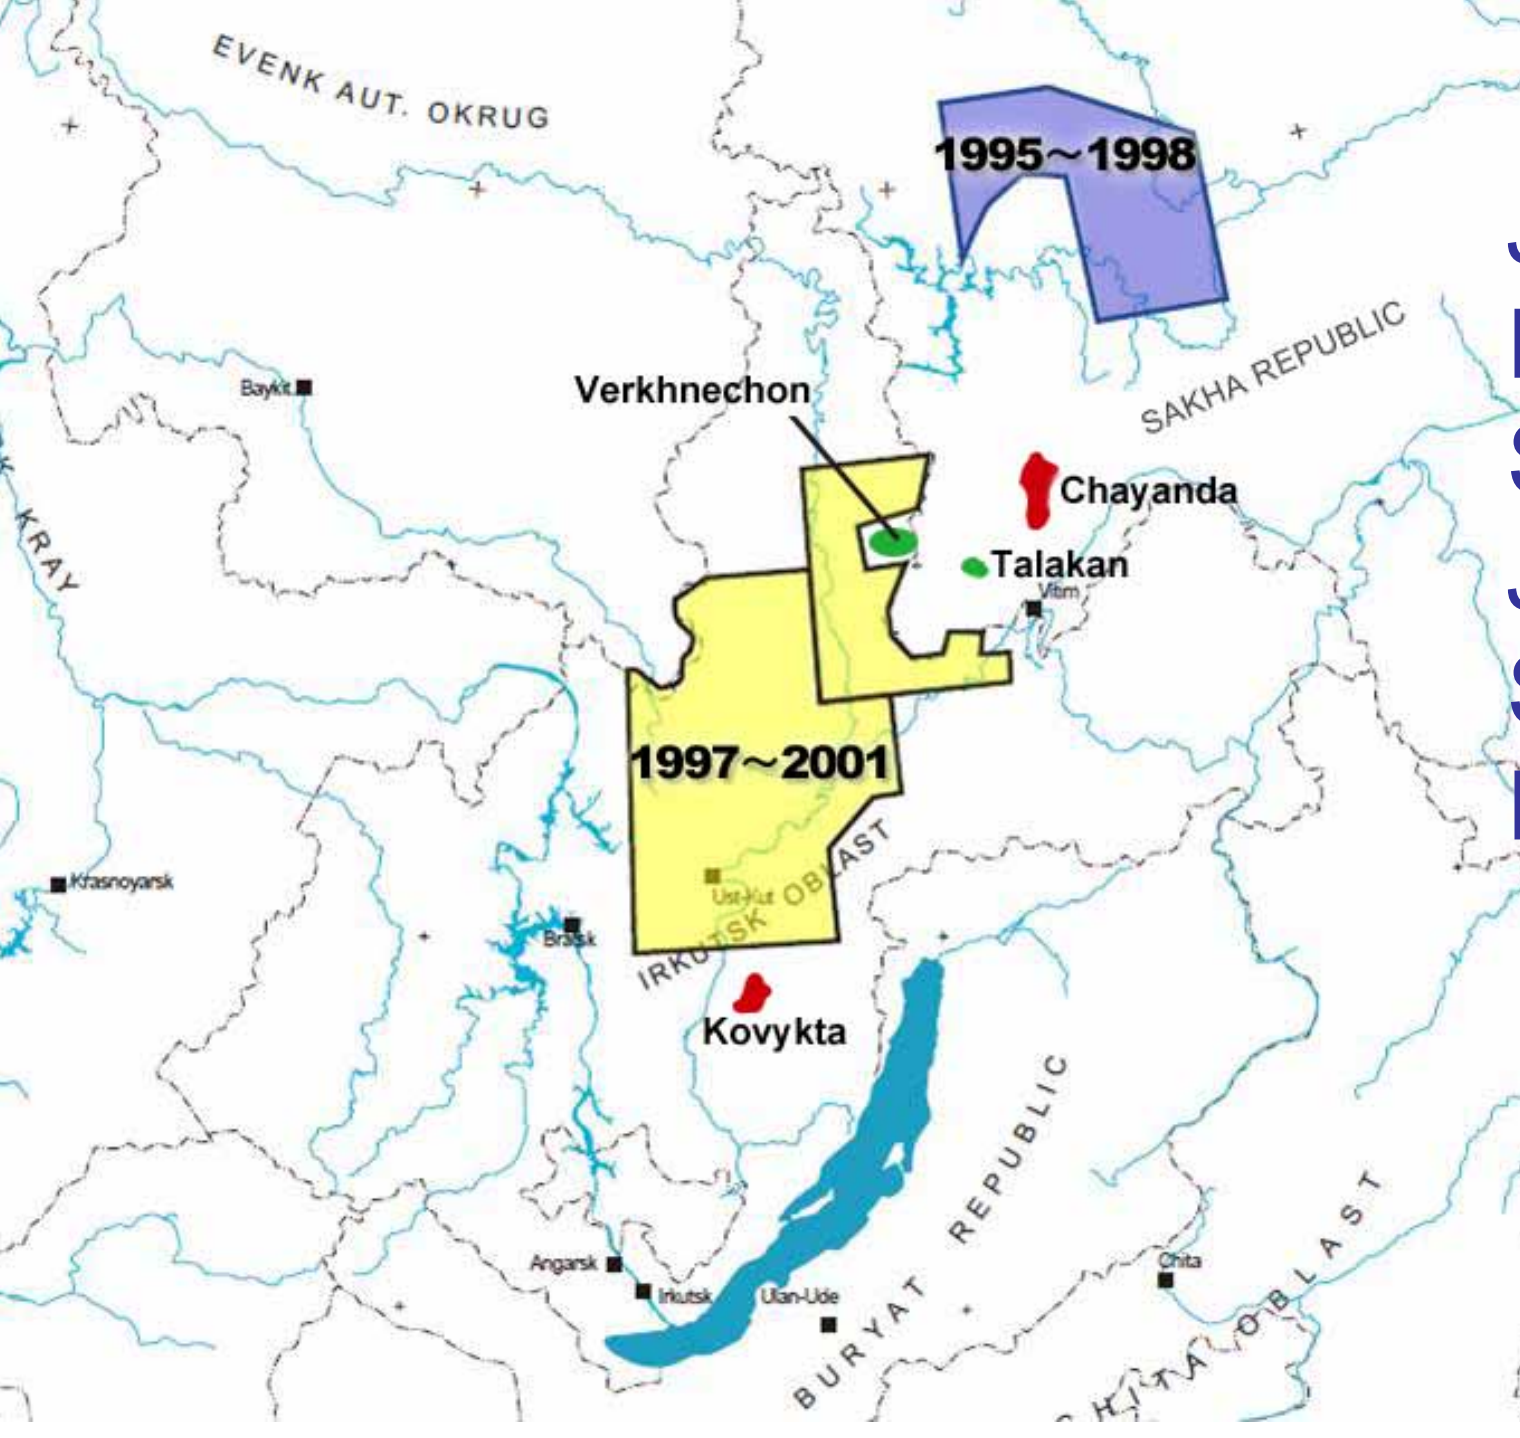 EVENK AUT. OKRUG
1995～1998
SAKHA REPUBLIC
Baykit
Verkhnechon
Chayanda
KRAY
Talakan
Vitim
1997～2001
Krasnoyarsk
Ust-Kut
IRKUTSK OBLAST
Bratsk
Kovykta
BURYAT REPUBLIC
Angarsk
Irkutsk
Ulan-Ude
Chita
CHITA OBLAST